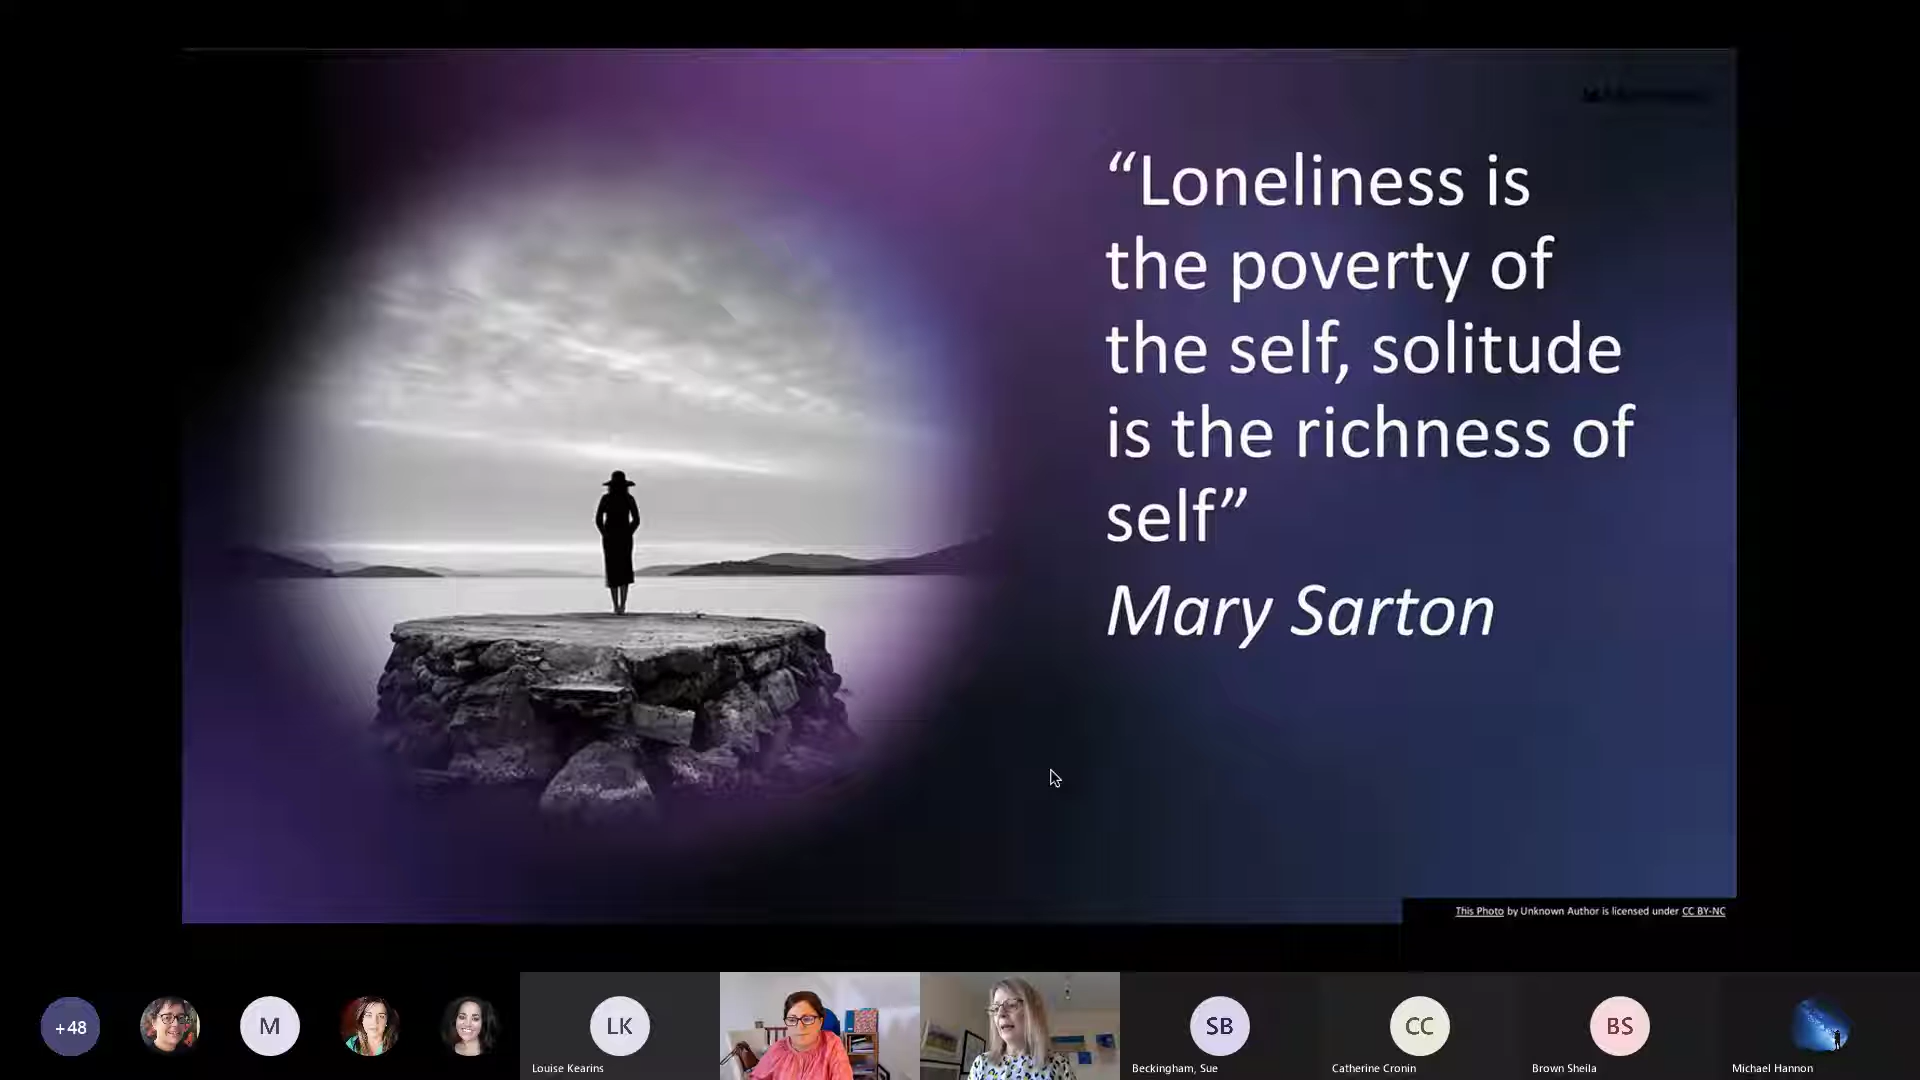 “Loneliness is
the poverty of
the self, solitude
is the richness of
self”
Mary Sarton
This Photo by Unknown Author is licensed under CC BY-NC
+48
M
LK
Louise Kearins
SB
Beckingham, Sue
CC
Catherine Cronin
BS
Brown Sheila
Michael Hannon